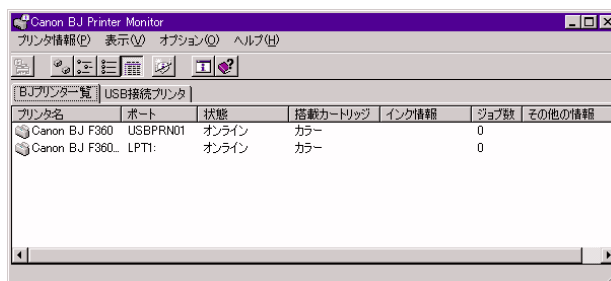 Canon BJ Printer Monitor
プリンタ情報(P) 表示(V) オプション(O) ヘルプ(H)
BJプリンター覧 USB接続プリンタ
プリンタ名 ポート 状態 搭載カートリッジ インク情報 ジョブ数 その他の情報
Canon BJ F360 USBPRN01 オンライン カラー 0
Canon BJ F360... LPT1: オンライン カラー 0